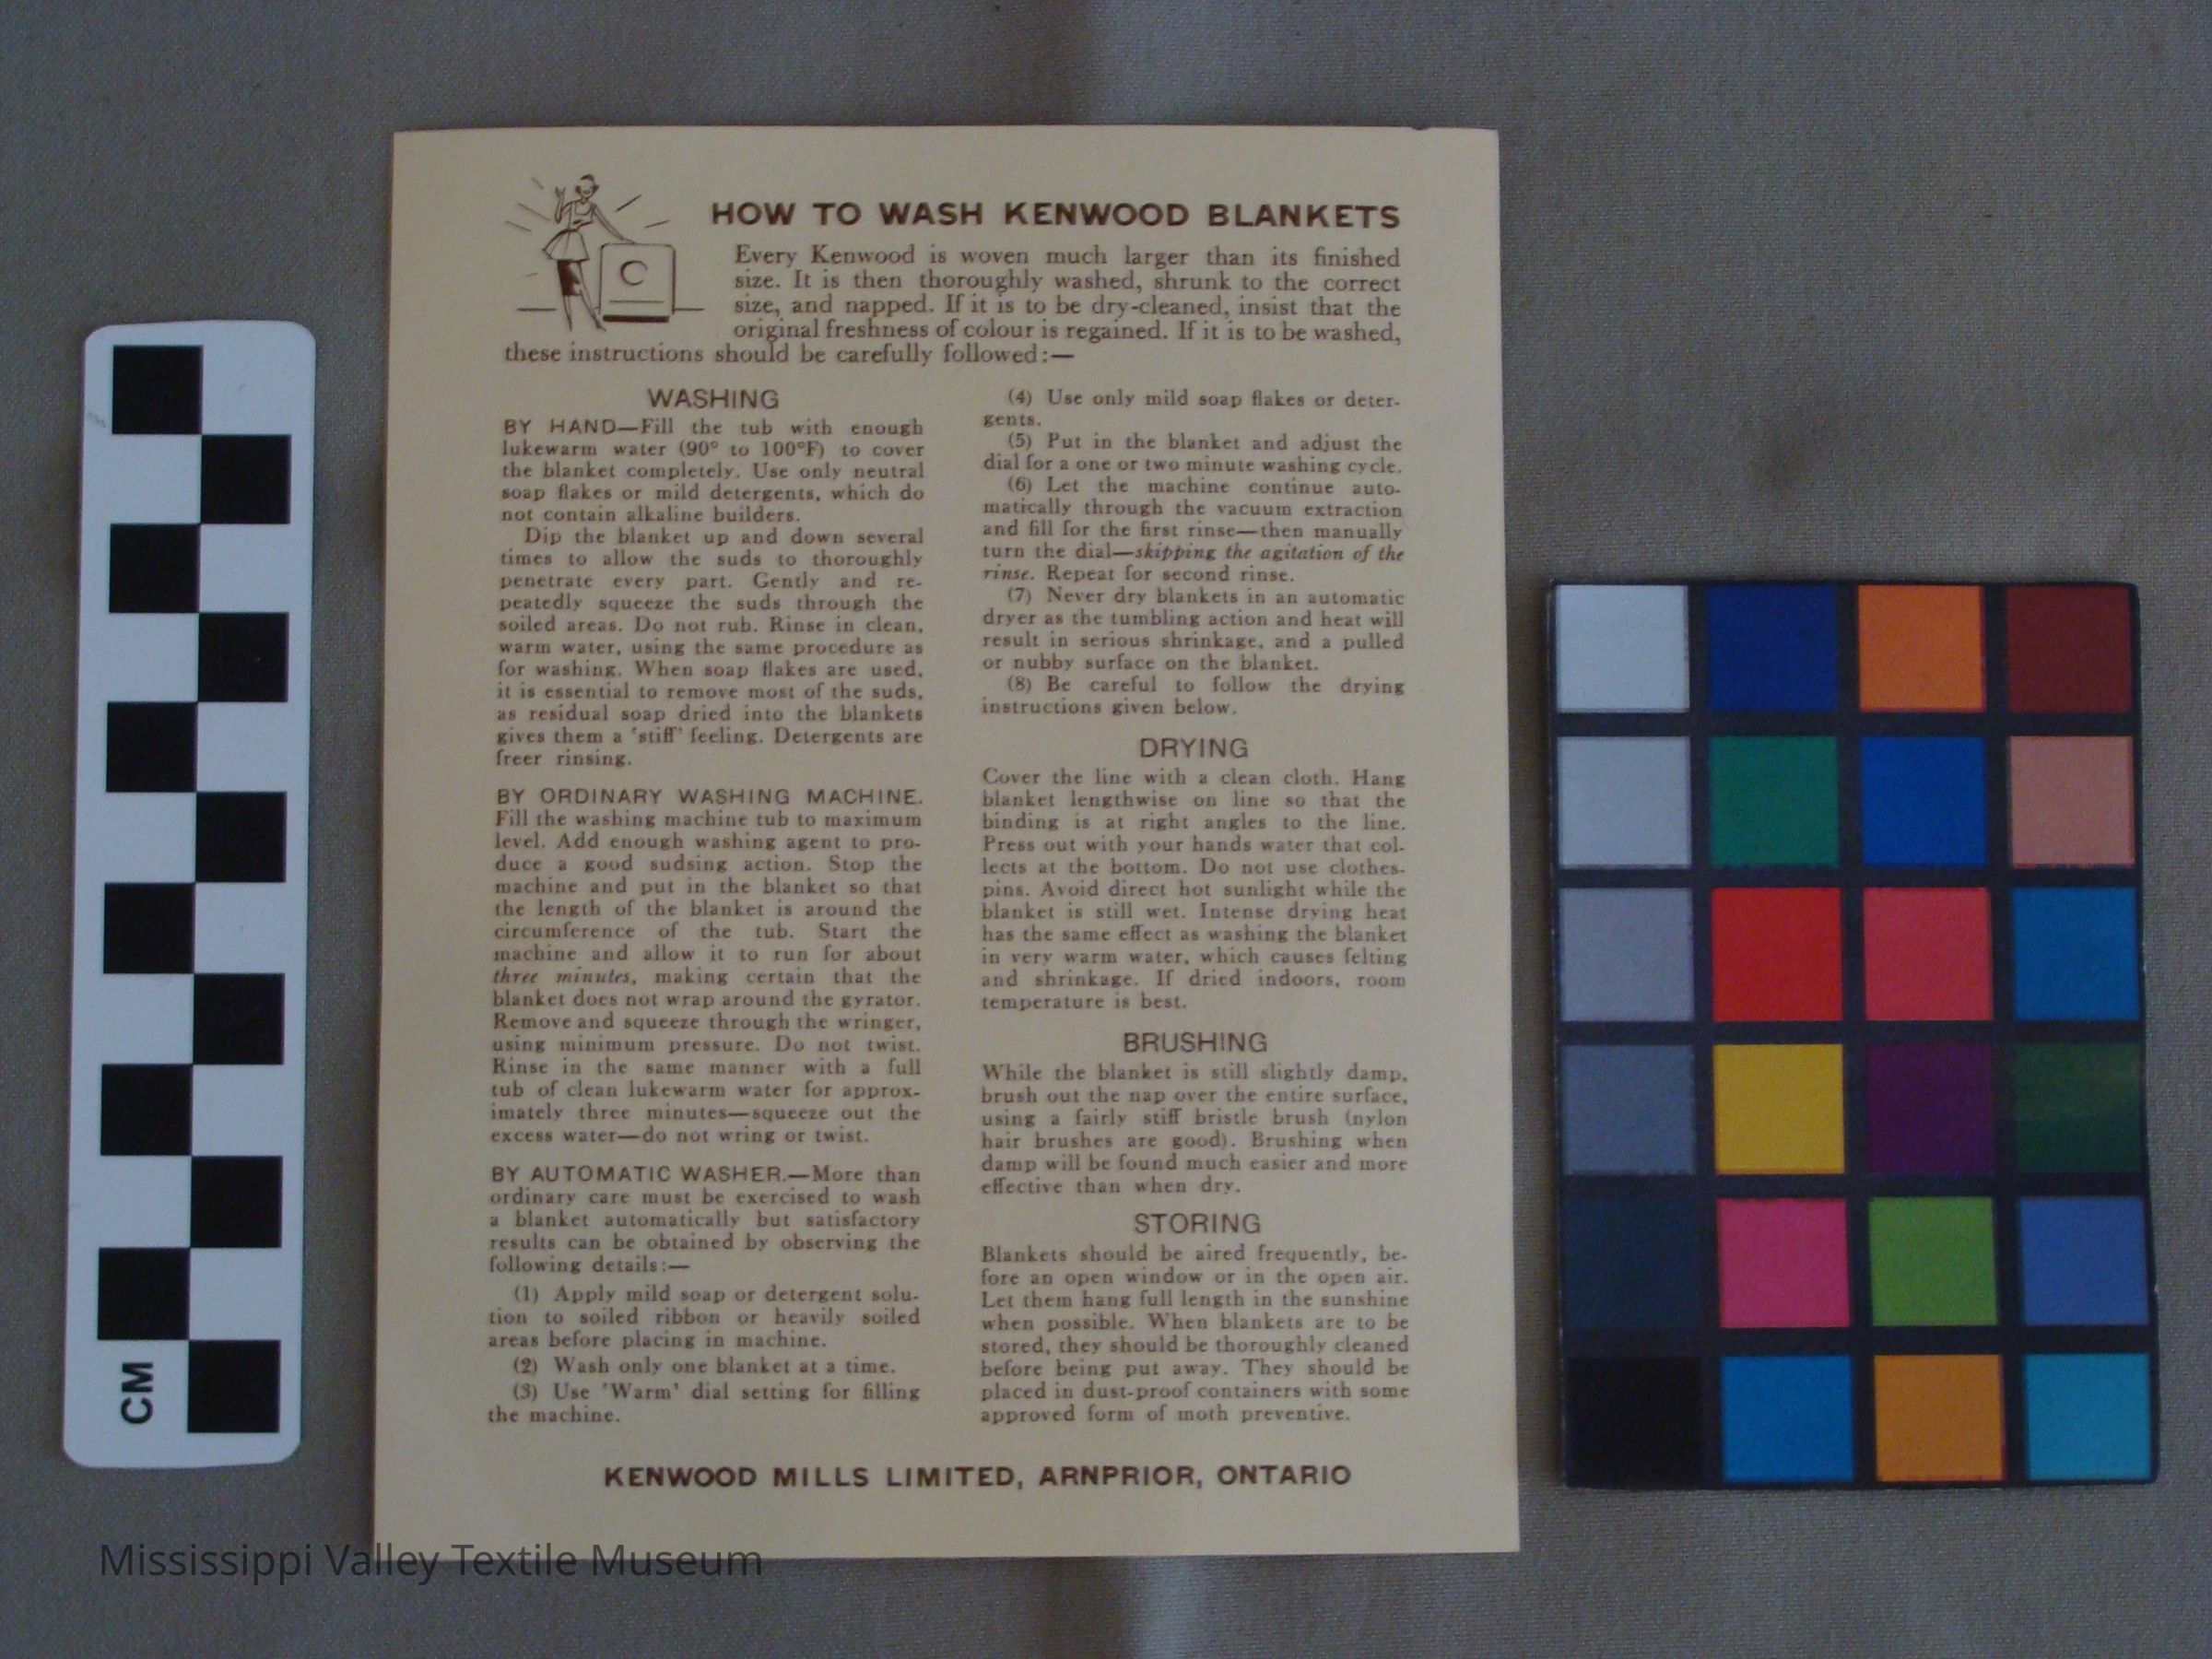 HOW TO WASH KENWOOD BLANKETS
Every Kenwood is woven much larger than its finished
size. It is then thoroughly washed, shrunk to the correct
size, and napped. If it is to be dry-cleaned, insist that the
original freshness of colour is regained. If it is to be washed,
these instructions should be carefully followed:—
WASHING
BY HAND—Fill the tub with enough
lukewarm water (90° to 100°F) to cover
the blanket completely. Use only neutral
soap flakes or mild detergents, which do
not contain alkaline builders.
Dip the blanket up and down several
times to allow the suds to thoroughly
penetrate every part. Gently and re-
peatedly squeeze the suds through the
soiled areas. Do not rub. Rinse in clean,
warm water, using the same procedure as
for washing. When soap flakes are used,
it is essential to remove most of the suds,
as residual soap dried into the blankets
gives them a 'stiff' feeling. Detergents are
freer rinsing.
BY ORDINARY WASHING MACHINE.
Fill the washing machine tub to maximum
level. Add enough washing agent to pro-
duce a good sudsing action. Stop the
machine and put in the blanket so that
the length of the blanket is around the
circumference of the tub. Start the
machine and allow it to run for about
three minutes, making certain that the
blanket does not wrap around the gyrator.
Remove and squeeze through the wringer,
using minimum pressure. Do not twist.
Rinse in the same manner with a full
tub of clean lukewarm water for approx-
imately three minutes—squeeze out the
excess water—do not wring or twist.
BY AUTOMATIC WASHER.—More than
ordinary care must be exercised to wash
a blanket automatically but satisfactory
results can be obtained by observing the
following details:—
(1) Apply mild soap or detergent solu-
tion to soiled ribbon or heavily soiled
areas before placing in machine.
(2) Wash only one blanket at a time.
(3) Use 'Warm' dial setting for filling
the machine.
(4) Use only mild soap flakes or deter-
gents.
(5) Put in the blanket and adjust the
dial for a one or two minute washing cycle.
(6) Let the machine continue auto-
matically through the vacuum extraction
and fill for the first rinse—then manually
turn the dial—skipping the agitation of the
rinse. Repeat for second rinse.
(7) Never dry blankets in an automatic
dryer as the tumbling action and heat will
result in serious shrinkage, and a pulled
or nubby surface on the blanket.
(8) Be careful to follow the drying
instructions given below.
DRYING
Cover the line with a clean cloth. Hang
blanket lengthwise on line so that the
binding is at right angles to the line.
Press out with your hands water that col-
lects at the bottom. Do not use clothes-
pins. Avoid direct hot sunlight while the
blanket is still wet. Intense drying heat
has the same effect as washing the blanket
in very warm water, which causes felting
and shrinkage. If dried indoors, room
temperature is best.
BRUSHING
While the blanket is still slightly damp,
brush out the nap over the entire surface,
using a fairly stiff bristle brush (nylon
hair brushes are good). Brushing when
damp will be found much easier and more
effective than when dry.
STORING
Blankets should be aired frequently, be-
fore an open window or in the open air.
Let them hang full length in the sunshine
when possible. When blankets are to be
stored, they should be thoroughly cleaned
before being put away. They should be
placed in dust-proof containers with some
approved form of moth preventive.
KENWOOD MILLS LIMITED, ARNPRIOR, ONTARIO
CM
Mississippi Valley Textile Museum